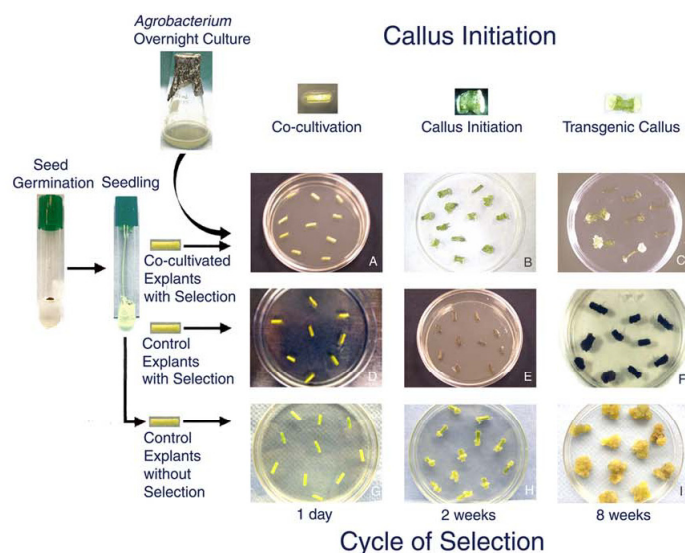 Agrobacterium
Overnight Culture
Callus Initiation
Co-cultivation
Callus Initiation
Transgenic Callus
Seed
Germination
Seedling
Co-cultivated
Explants
with Selection
A
B
C
Control
Explants
with Selection
D
E
F
Control
Explants
without
Selection
G
H
I
1 day
2 weeks
8 weeks
Cycle of Selection